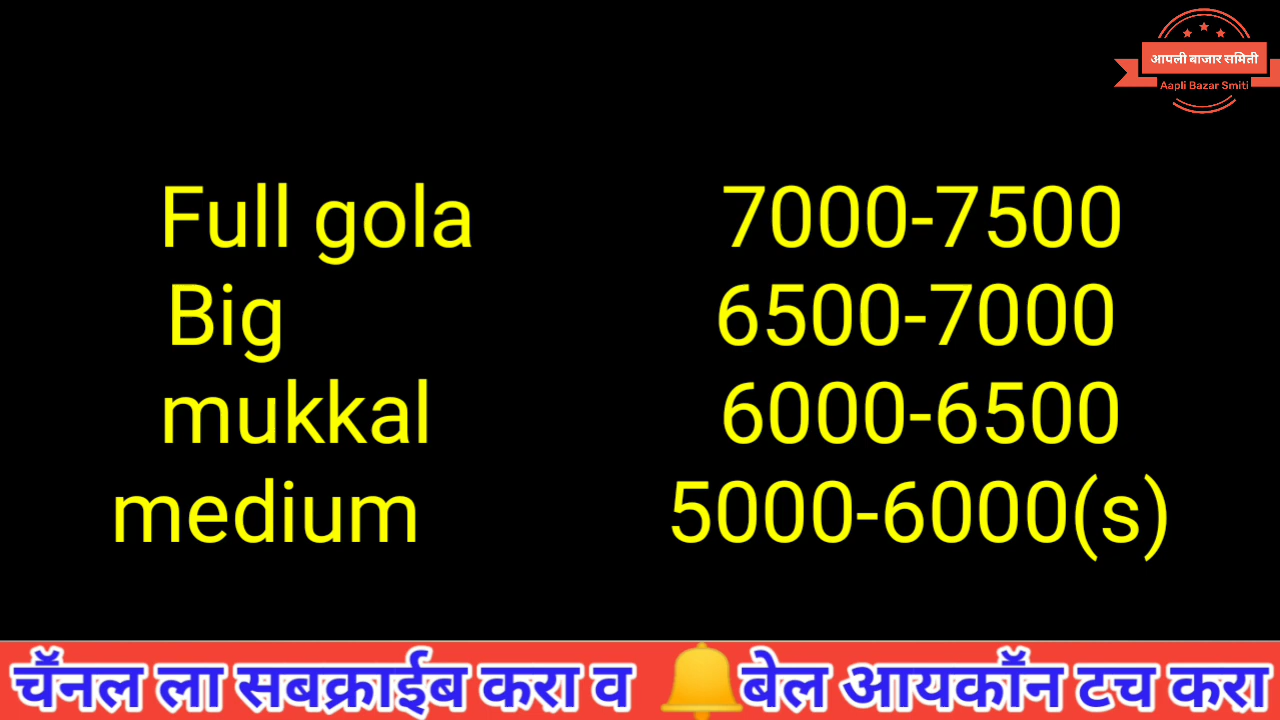 आपली बाजार समिती
Aapli Bazar Smiti
Full gola 7000-7500
Big 6500-7000
mukkal 6000-6500
medium 5000-6000(s)
चॅंनल ला सबक्राईब करा व 🔔बेल आयकॉंन टच करा